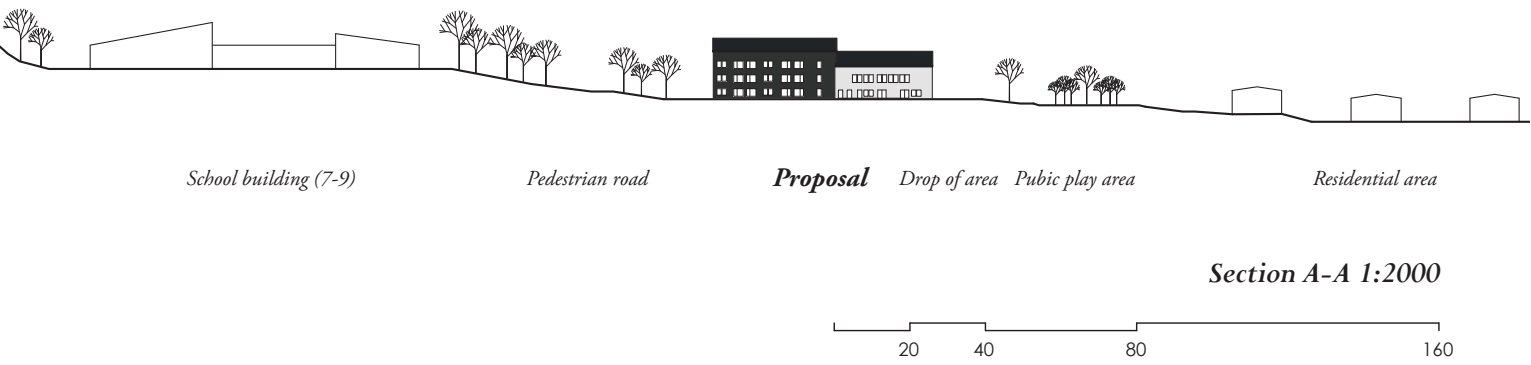 School building (7-9) Pedestrian road Proposal Drop of area Pubic play area Residential area
Section A-A 1:2000
20 40 80 160